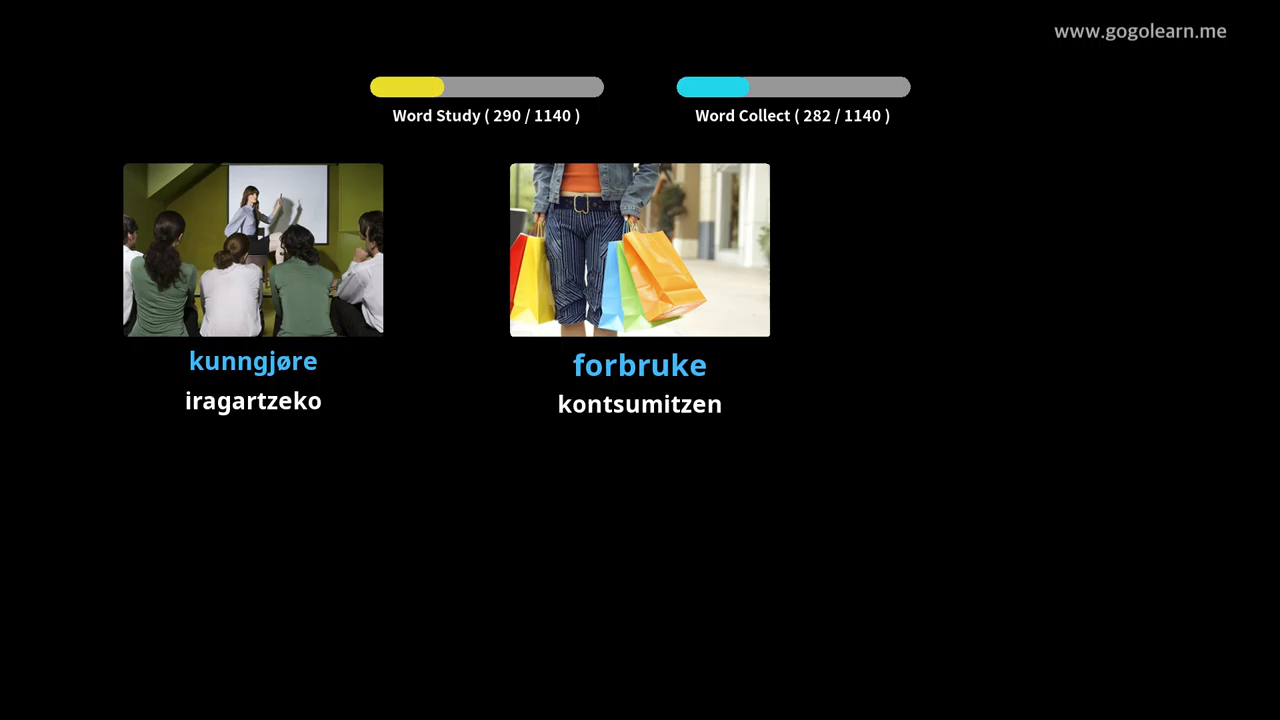 www.gogolearn.me
Word Study ( 290 / 1140 )
Word Collect ( 282 / 1140 )
kunngjøre
iragartzeko
forbruke
kontsumitzen